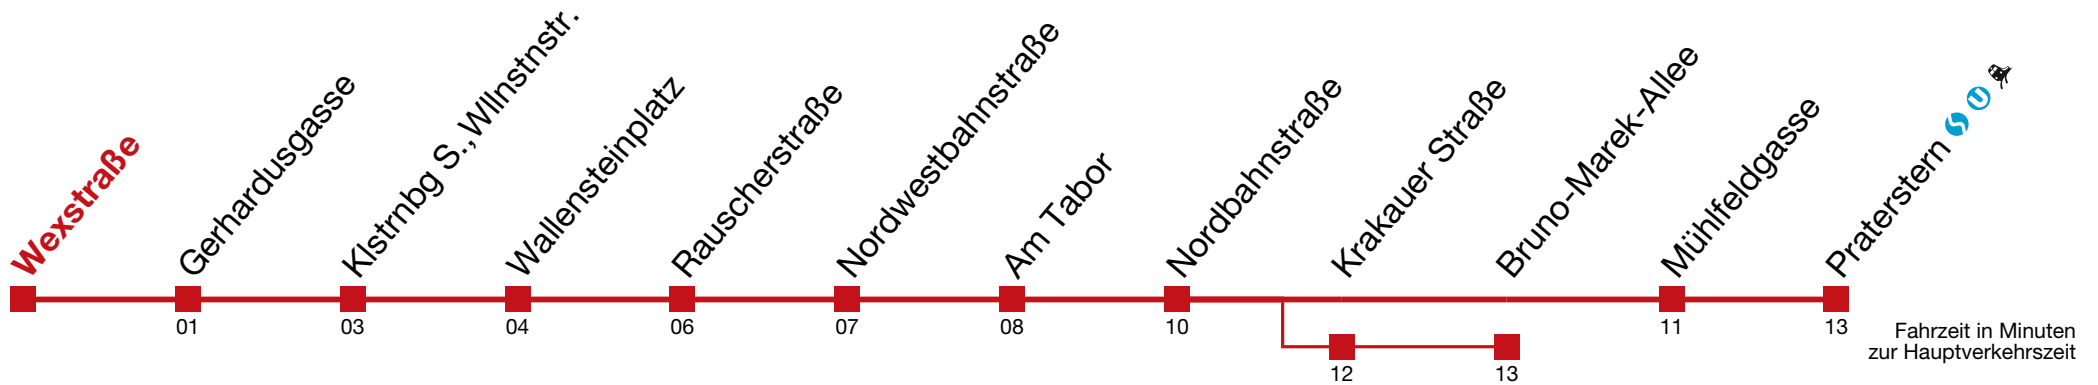 Wexstraße
Gerhardusgasse
Klstrnbg S., Wllnstnstr.
Wallensteinplatz
Rauscherstraße
Nordwestbahnstraße
Am Tabor
Nordbahnstraße
Krakauer Straße
Bruno-Marek-Allee
Mühlfeldgasse
Praterstern S U
01
03
04
06
07
08
10
11
13
12
13
Fahrzeit in Minuten
zur Hauptverkehrszeit